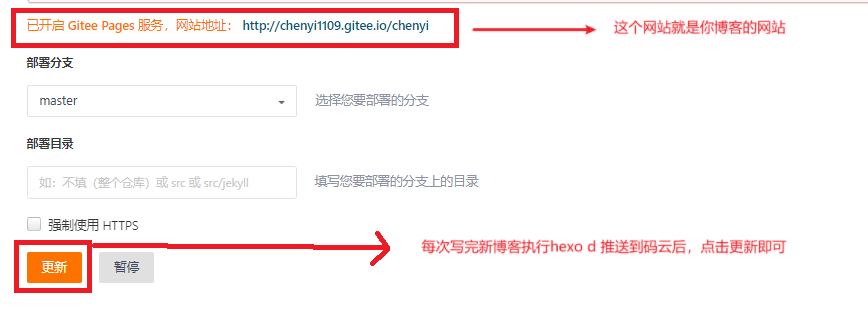 已开启 Gitee Pages 服务，网站地址： http://chenyi1109.gitee.io/chenyi
这个网站就是你博客的网站
部署分支
master
选择您要部署的分支
部署目录
如：不填（整个仓库）或 src 或 src/jekyll
填写您要部署的分支上的目录
强制使用 HTTPS
每次写完新博客执行hexo d 推送到码云后，点击更新即可
更新
暂停